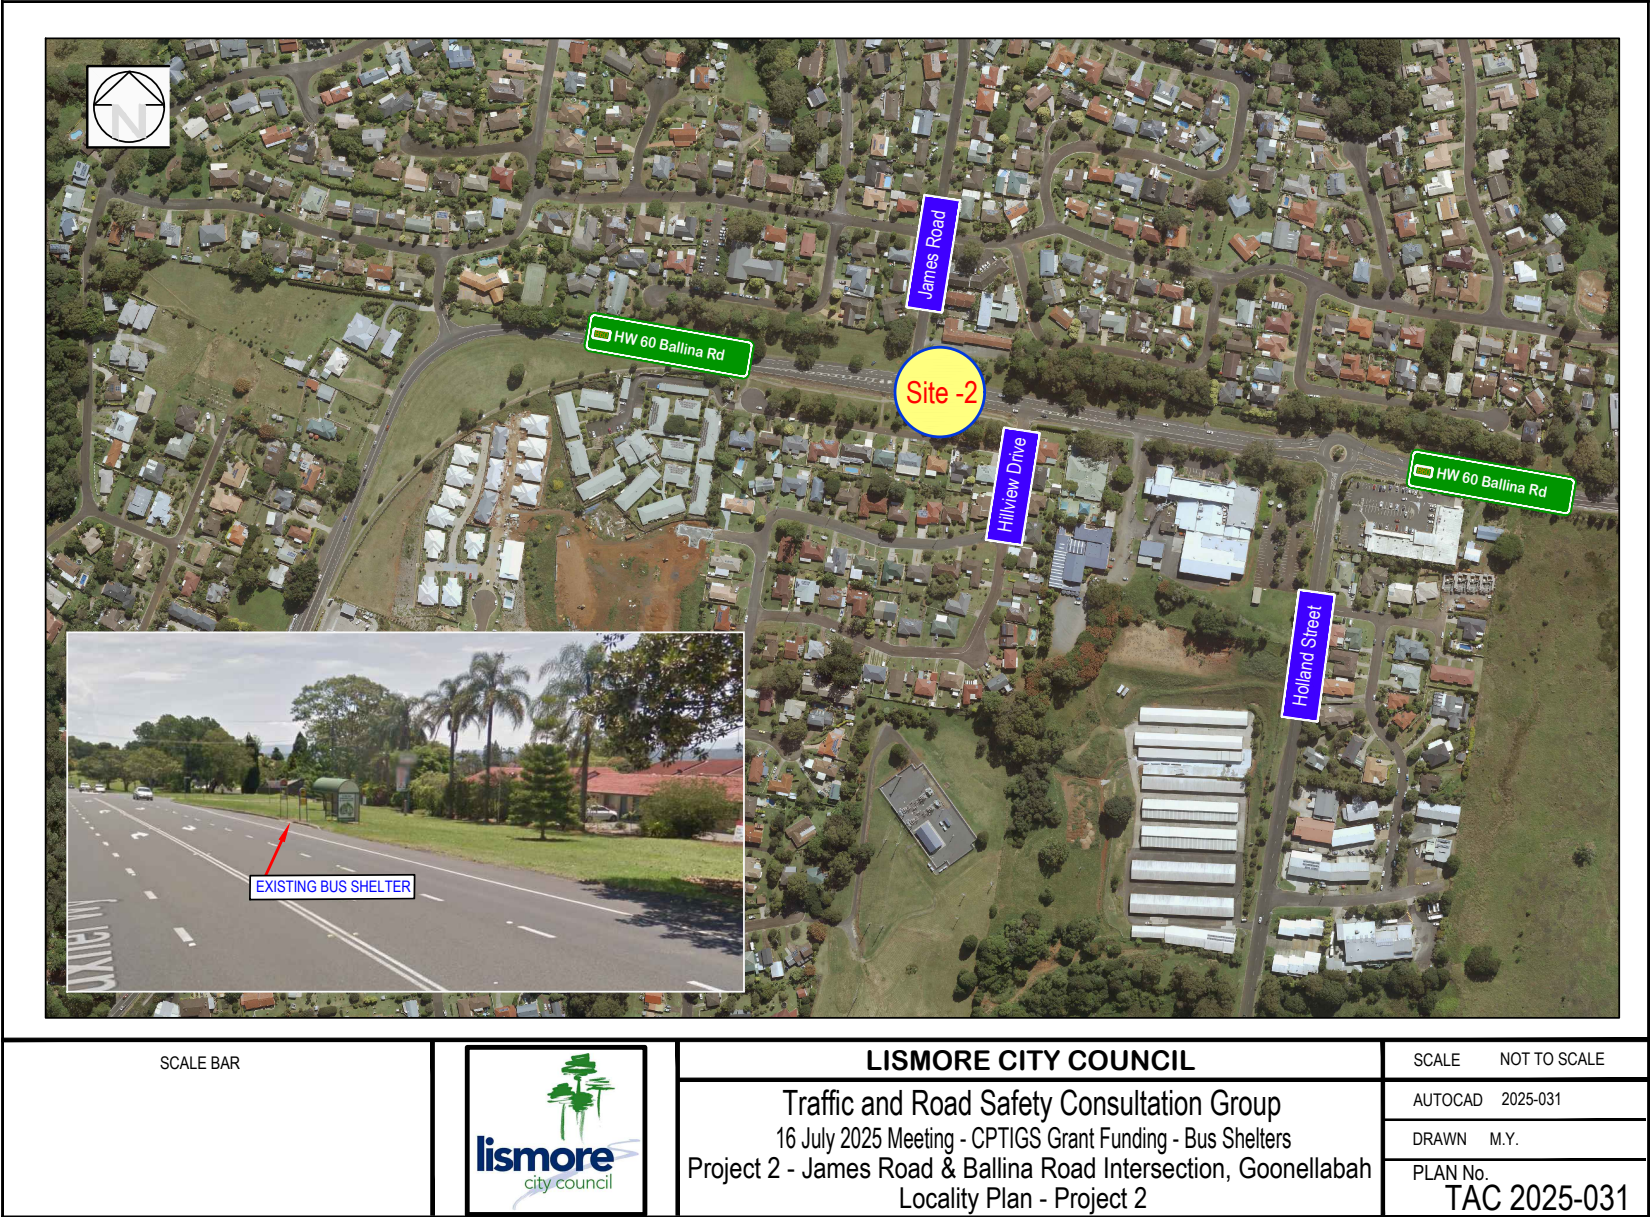 N
James Road
HW 60 Ballina Rd
Site -2
Hillview Drive
HW 60 Ballina Rd
Holland Street
EXISTING BUS SHELTER
SCALE BAR
lismore
city council
LISMORE CITY COUNCIL
Traffic and Road Safety Consultation Group
16 July 2025 Meeting - CPTIGS Grant Funding - Bus Shelters
Project 2 - James Road & Ballina Road Intersection, Goonellabah
Locality Plan - Project 2
SCALE NOT TO SCALE
AUTOCAD 2025-031
DRAWN M.Y.
PLAN No.
TAC 2025-031